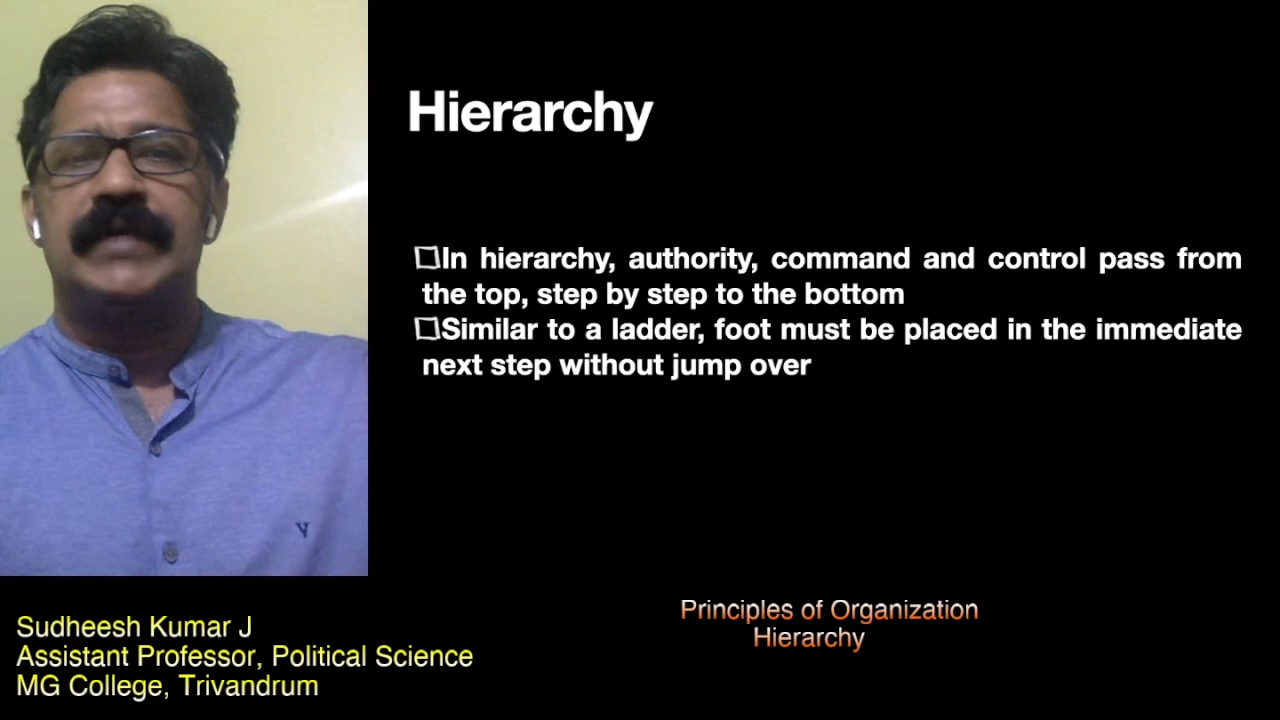 Hierarchy
In hierarchy, authority, command and control pass from
the top, step by step to the bottom
Similar to a ladder, foot must be placed in the immediate
next step without jump over
V
Sudheesh Kumar J
Assistant Professor, Political Science
MG College, Trivandrum
Principles of Organization
Hierarchy